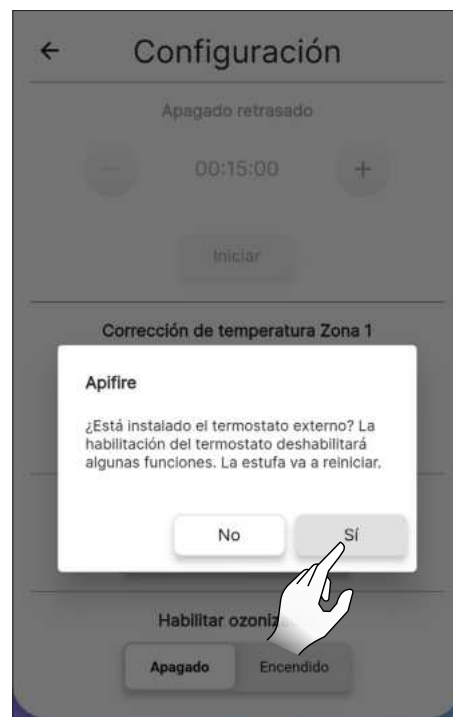 Configuración
Apagado retrasado
00:15:00
Iniciar
Corrección de temperatura Zona 1
Apifire
¿Está instalado el termostato externo? La
habilitación del termostato deshabilitará
algunas funciones. La estufa va a reiniciar.
No Sí
Habilitar
Apagado Encendido